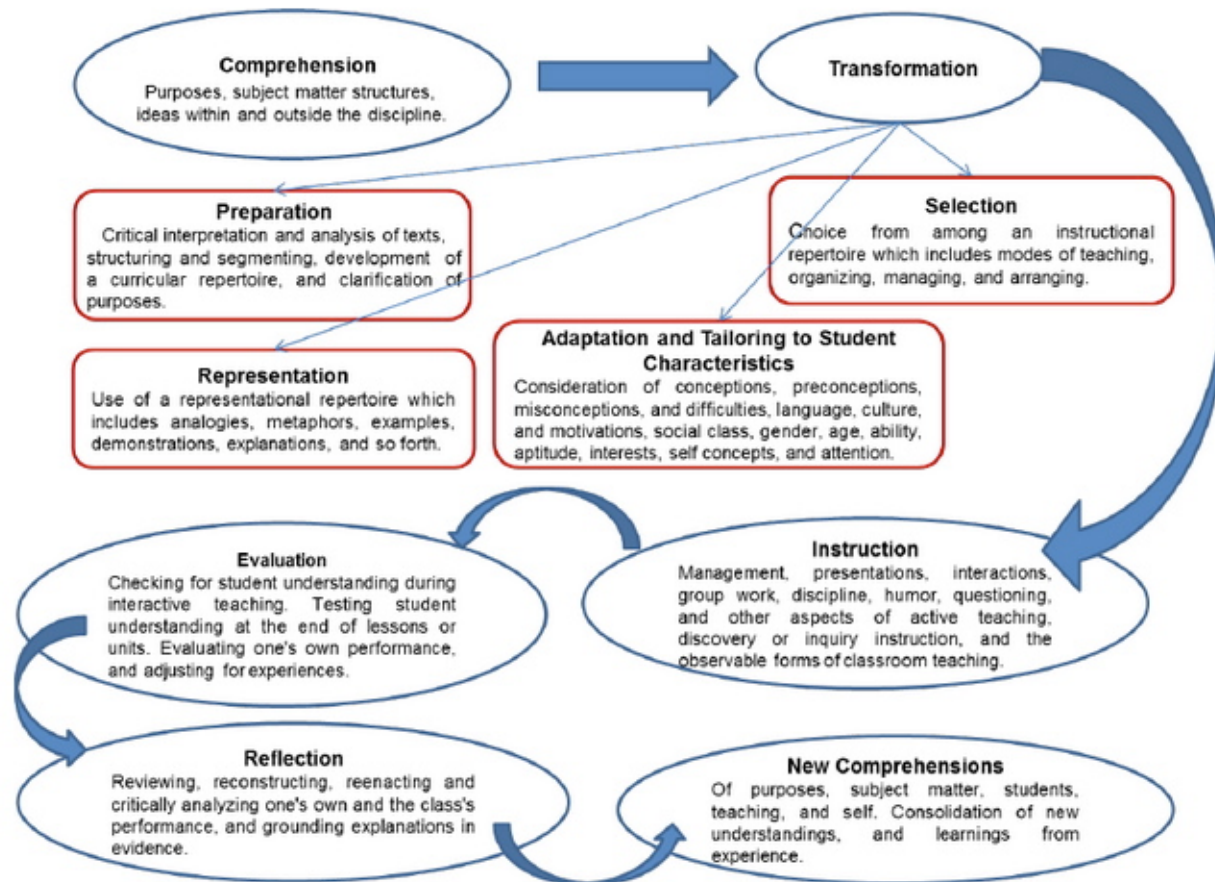 Comprehension
Purposes, subject matter structures,
ideas within and outside the discipline.
Transformation
Preparation
Critical interpretation and analysis of texts,
structuring and segmenting, development of
a curricular repertoire, and clarification of
purposes.
Selection
Choice from among an instructional
repertoire which includes modes of teaching,
organizing, managing, and arranging.
Representation
Use of a representational repertoire which
includes analogies, metaphors, examples,
demonstrations, explanations, and so forth.
Adaptation and Tailoring to Student
Characteristics
Consideration of conceptions, preconceptions,
misconceptions, and difficulties, language, culture,
and motivations, social class, gender, age, ability,
aptitude, interests, self concepts, and attention.
Evaluation
Checking for student understanding during
interactive teaching. Testing student
understanding at the end of lessons or
units. Evaluating one's own performance,
and adjusting for experiences.
Instruction
Management, presentations, interactions,
group work, discipline, humor, questioning,
and other aspects of active teaching,
discovery or inquiry instruction, and the
observable forms of classroom teaching.
Reflection
Reviewing, reconstructing, reenacting and
critically analyzing one's own and the class's
performance, and grounding explanations in
evidence.
New Comprehensions
Of purposes, subject matter, students,
teaching, and self. Consolidation of new
understandings, and learnings from
experience.